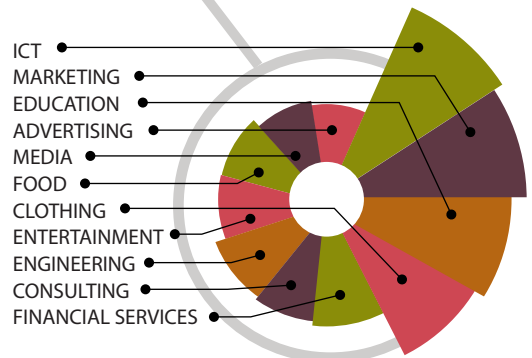 ICT
MARKETING
EDUCATION
ADVERTISING
MEDIA
FOOD
CLOTHING
ENTERTAINMENT
ENGINEERING
CONSULTING
FINANCIAL SERVICES